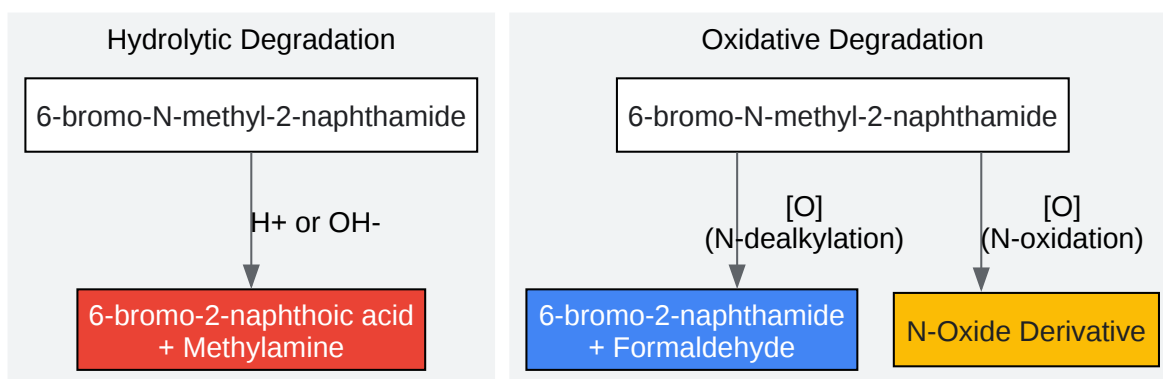 Hydrolytic Degradation
6-bromo-N-methyl-2-naphthamide
H+ or OH-
6-bromo-2-naphthoic acid
+ Methylamine
Oxidative Degradation
6-bromo-N-methyl-2-naphthamide
[O]
(N-dealkylation)
[O]
(N-oxidation)
6-bromo-2-naphthamide
+ Formaldehyde
N-Oxide Derivative